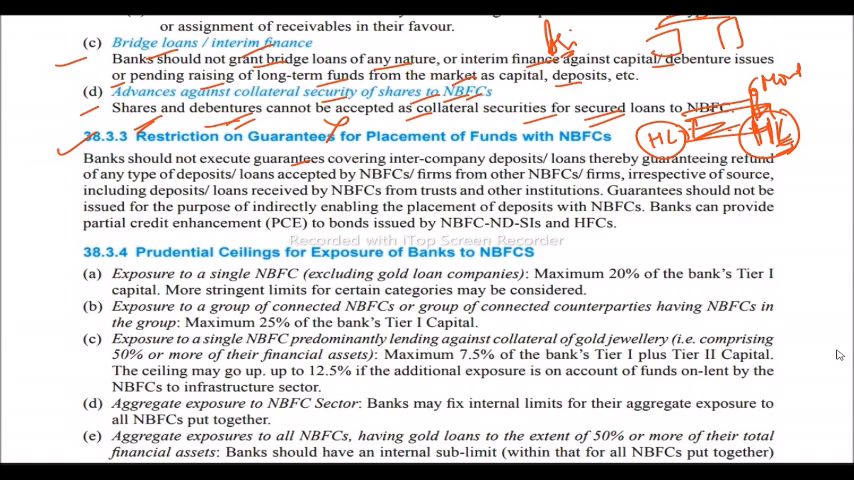 or assignment of receivables in their favour.
(c) Bridge loans / interim finance
Banks should not grant bridge loans of any nature, or interim finance against capital/ debenture issues
or pending raising of long-term funds from the market as capital, deposits, etc.
(d) Advances against collateral security of shares to NBFCs
Shares and debentures cannot be accepted as collateral securities for secured loans to NBFC.
38.3.3 Restriction on Guarantees for Placement of Funds with NBFCs
HL
HL
Banks should not execute guarantees covering inter-company deposits/ loans thereby guaranteeing refund
of any type of deposits/ loans accepted by NBFCs/ firms from other NBFCs/ firms, irrespective of source,
including deposits/ loans received by NBFCs from trusts and other institutions. Guarantees should not be
issued for the purpose of indirectly enabling the placement of deposits with NBFCs. Banks can provide
partial credit enhancement (PCE) to bonds issued by NBFC-ND-SIs and HFCs.
Recorded with iTop Screen Recorder
38.3.4 Prudential Ceilings for Exposure of Banks to NBFCS
(a) Exposure to a single NBFC (excluding gold loan companies): Maximum 20% of the bank's Tier I
capital. More stringent limits for certain categories may be considered.
(b) Exposure to a group of connected NBFCs or group of connected counterparties having NBFCs in
the group: Maximum 25% of the bank's Tier I Capital.
(c) Exposure to a single NBFC predominantly lending against collateral of gold jewellery (i.e. comprising
50% or more of their financial assets): Maximum 7.5% of the bank's Tier I plus Tier II Capital.
The ceiling may go up. up to 12.5% if the additional exposure is on account of funds on-lent by the
NBFCs to infrastructure sector.
(d) Aggregate exposure to NBFC Sector: Banks may fix internal limits for their aggregate exposure to
all NBFCs put together.
(e) Aggregate exposures to all NBFCs, having gold loans to the extent of 50% or more of their total
financial assets: Banks should have an internal sub-limit (within that for all NBFCs put together)